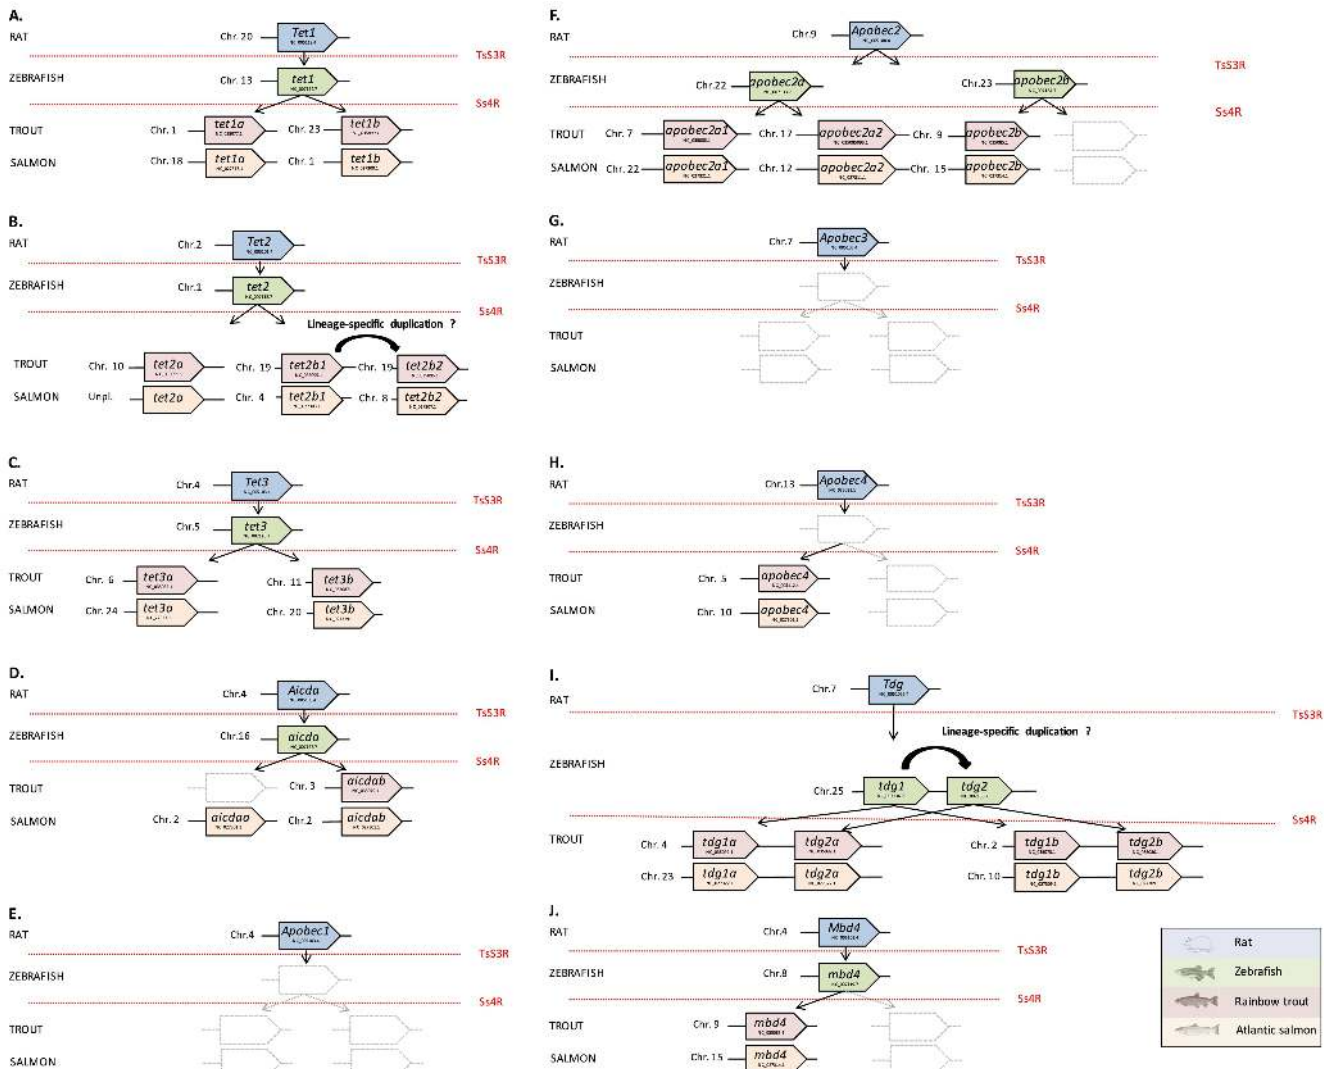 A.
RAT
Chr. 20
Tet1
TsS3R
ZEBRAFISH
Chr. 13
tet1
Ss4R
TROUT
Chr. 1
tet1a
Chr. 23
tet1b
SALMON
Chr. 18
tet1a
Chr. 1
tet1b
B.
RAT
Chr.2
Tet2
TsS3R
ZEBRAFISH
Chr.1
tet2
Ss4R
Lineage-specific duplication ?
TROUT
Chr. 10
tet2a
Chr. 19
tet2b1
Chr. 19
tet2b2
SALMON
Unpl.
tet2a
Chr. 4
tet2b1
Chr. 8
tet2b2
C.
RAT
Chr.4
Tet3
TsS3R
ZEBRAFISH
Chr.5
tet3
Ss4R
TROUT
Chr. 6
tet3a
Chr. 11
tet3b
SALMON
Chr. 24
tet3a
Chr. 20
tet3b
D.
RAT
Chr.4
Aicda
TsS3R
ZEBRAFISH
Chr.16
aicda
Ss4R
TROUT
Chr. 3
aicdab
SALMON
Chr. 2
aicdaa
Chr.2
aicdab
E.
RAT
Chr.4
Apobec1
TsS3R
ZEBRAFISH
Ss4R
TROUT
SALMON
F.
RAT
Chr.9
Apobec2
TsS3R
ZEBRAFISH
Chr.22
apobec2a
Chr.23
apobec2b
Ss4R
TROUT
Chr. 7
apobec2a1
Chr. 17
apobec2a2
Chr. 9
apobec2b
SALMON
Chr. 22
apobec2a1
Chr. 12
apobec2a2
Chr. 15
apobec2b
G.
RAT
Chr.7
Apobec3
TsS3R
ZEBRAFISH
Ss4R
TROUT
SALMON
H.
RAT
Chr.13
Apobec4
TsS3R
ZEBRAFISH
Ss4R
TROUT
Chr. 5
apobec4
SALMON
Chr. 10
apobec4
I.
RAT
Chr.7
Tdg
TsS3R
Lineage-specific duplication ?
ZEBRAFISH
Chr.25
tdg1
tdg2
Ss4R
TROUT
Chr. 4
tdg1a
tdg2a
Chr. 2
tdg1b
tdg2b
SALMON
Chr. 23
tdg1a
tdg2a
Chr. 10
tdg1b
tdg2b
J.
RAT
Chr.4
Mbd4
TsS3R
ZEBRAFISH
Chr.8
mbd4
Ss4R
TROUT
Chr. 9
mbd4
SALMON
Chr. 15
mbd4
Rat
Zebrafish
Rainbow trout
Atlantic salmon